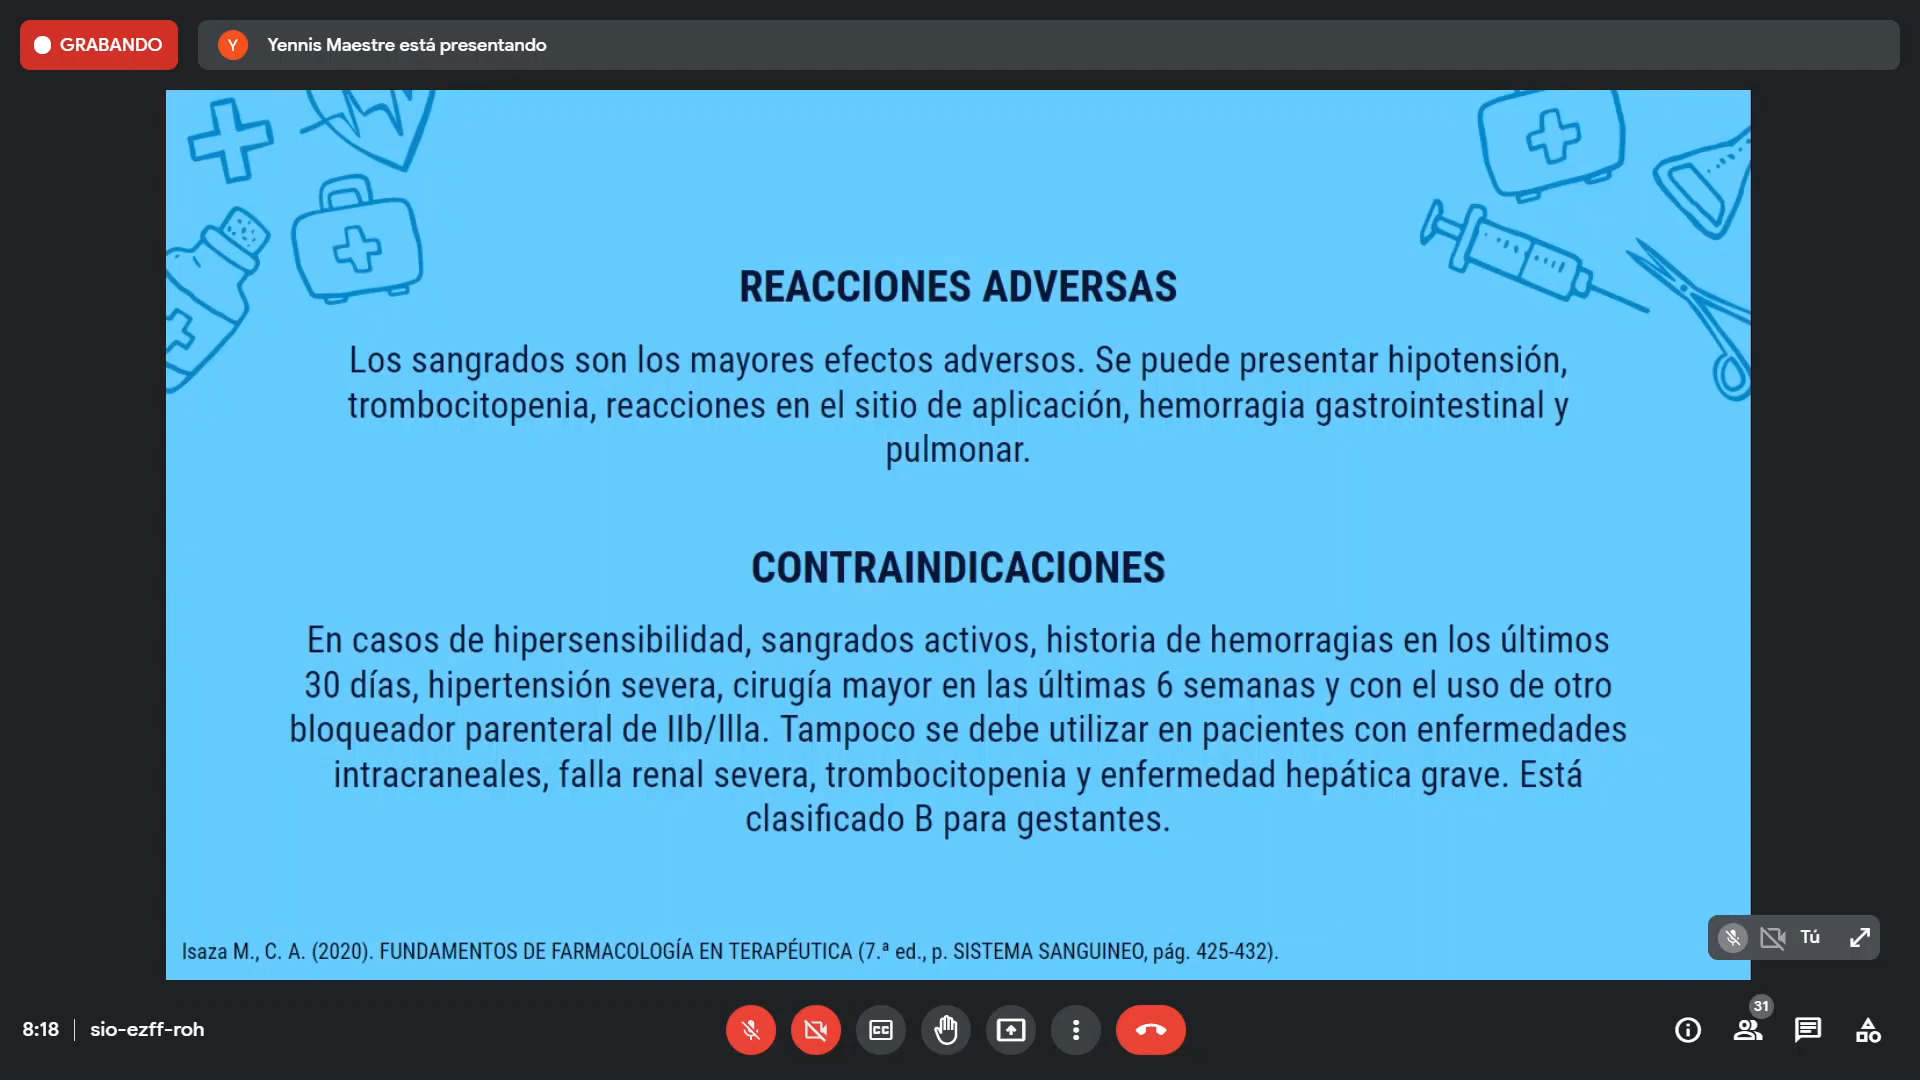 GRABANDO
Y
Yennis Maestre está presentando
REACCIONES ADVERSAS
Los sangrados son los mayores efectos adversos. Se puede presentar hipotensión,
trombocitopenia, reacciones en el sitio de aplicación, hemorragia gastrointestinal y
pulmonar.
CONTRAINDICACIONES
En casos de hipersensibilidad, sangrados activos, historia de hemorragias en los últimos
30 días, hipertensión severa, cirugía mayor en las últimas 6 semanas y con el uso de otro
bloqueador parenteral de IIb/llla. Tampoco se debe utilizar en pacientes con enfermedades
intracraneales, falla renal severa, trombocitopenia y enfermedad hepática grave. Está
clasificado B para gestantes.
Isaza M., C. A. (2020). FUNDAMENTOS DE FARMACOLOGÍA EN TERAPÉUTICA (7.ª ed., p. SISTEMA SANGUINEO, pág. 425-432).
Tú
8:18
sio-ezff-roh
CC
31